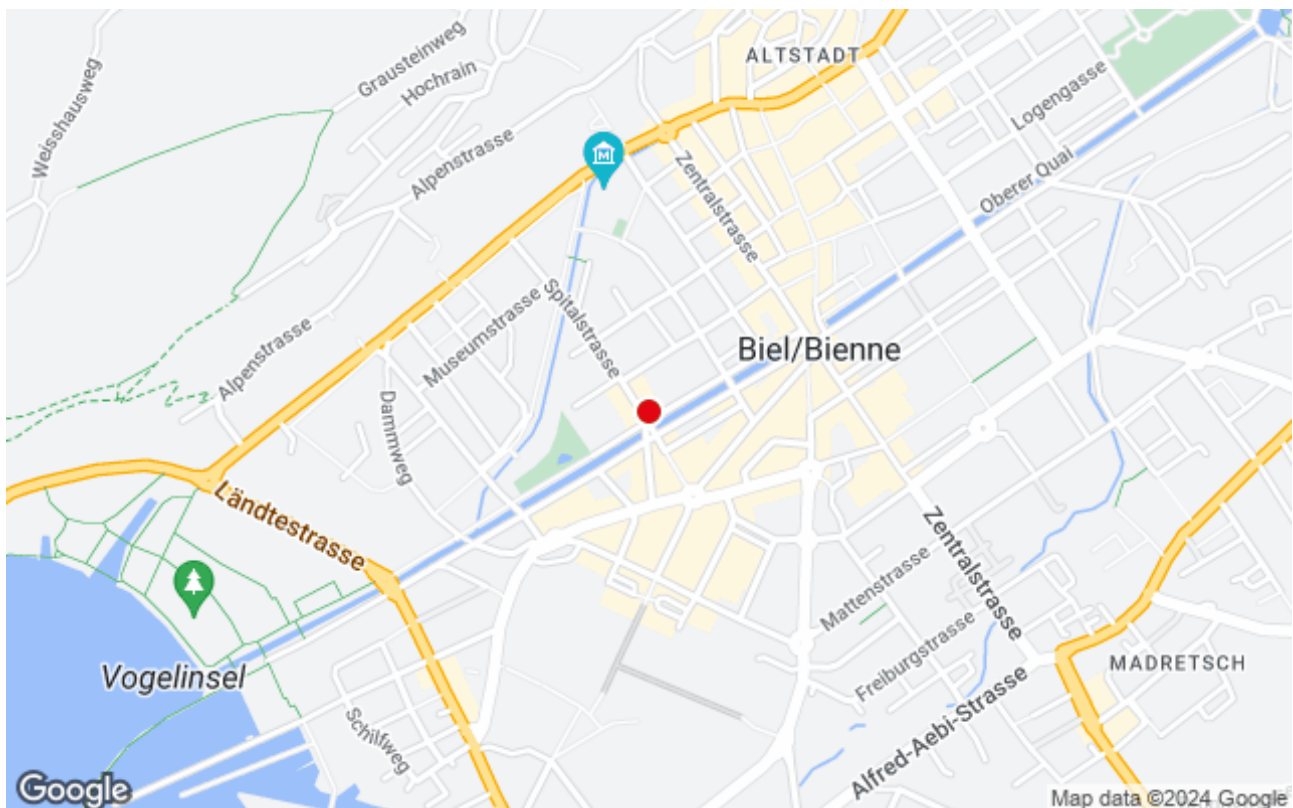 ALTSTADT
Grausteinweg
Hochrain
Weisshausweg
Alpenstrasse
Logengasse
Zentralstrasse
Oberer Quai
Spitalstrasse
Museumstrasse
Biel/Bienne
Alpenstrasse
Dammweg
Ländtestrasse
Zentralstrasse
Mattenstrasse
Freiburgstrasse
MADRETSCH
Vogelinsel
Schilfweg
Alfred-Aebi-Strasse
Google
Map data ©2024 Google
M